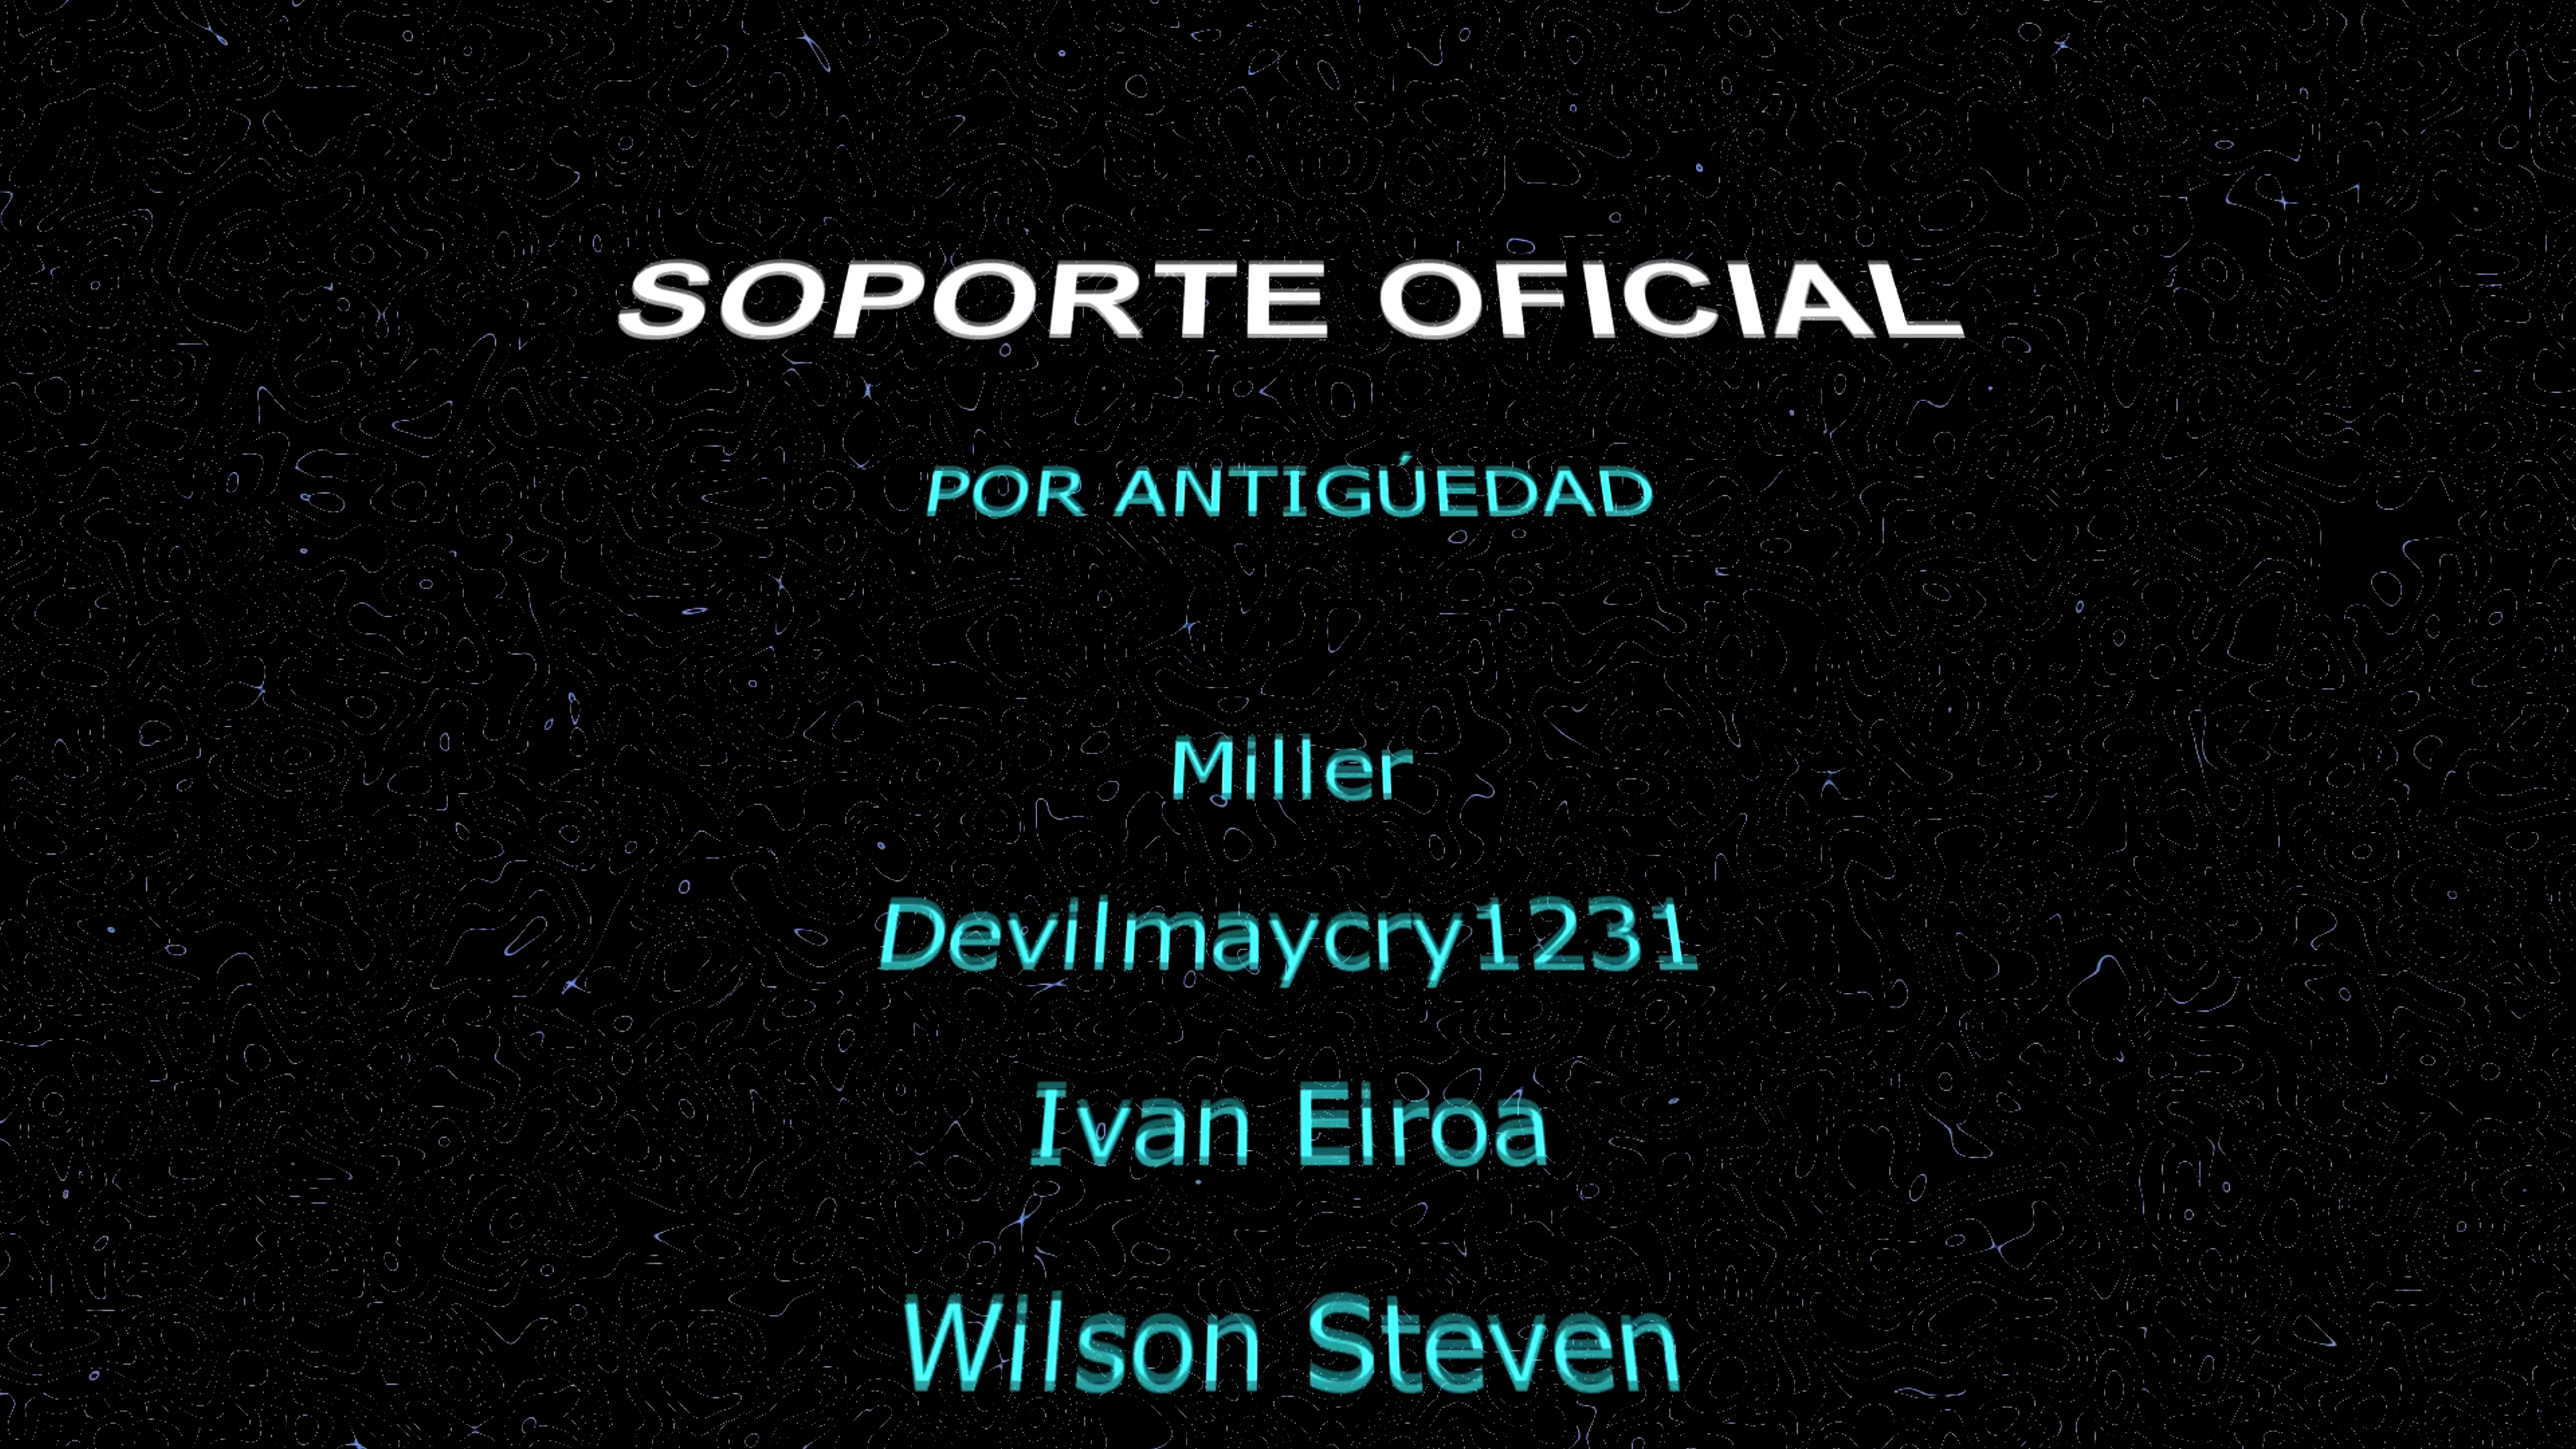 SOPORTE OFICIAL
POR ANTIGÚEDAD
Miller
Devilmaycry1231
Ivan Eiroa
Wilson Steven